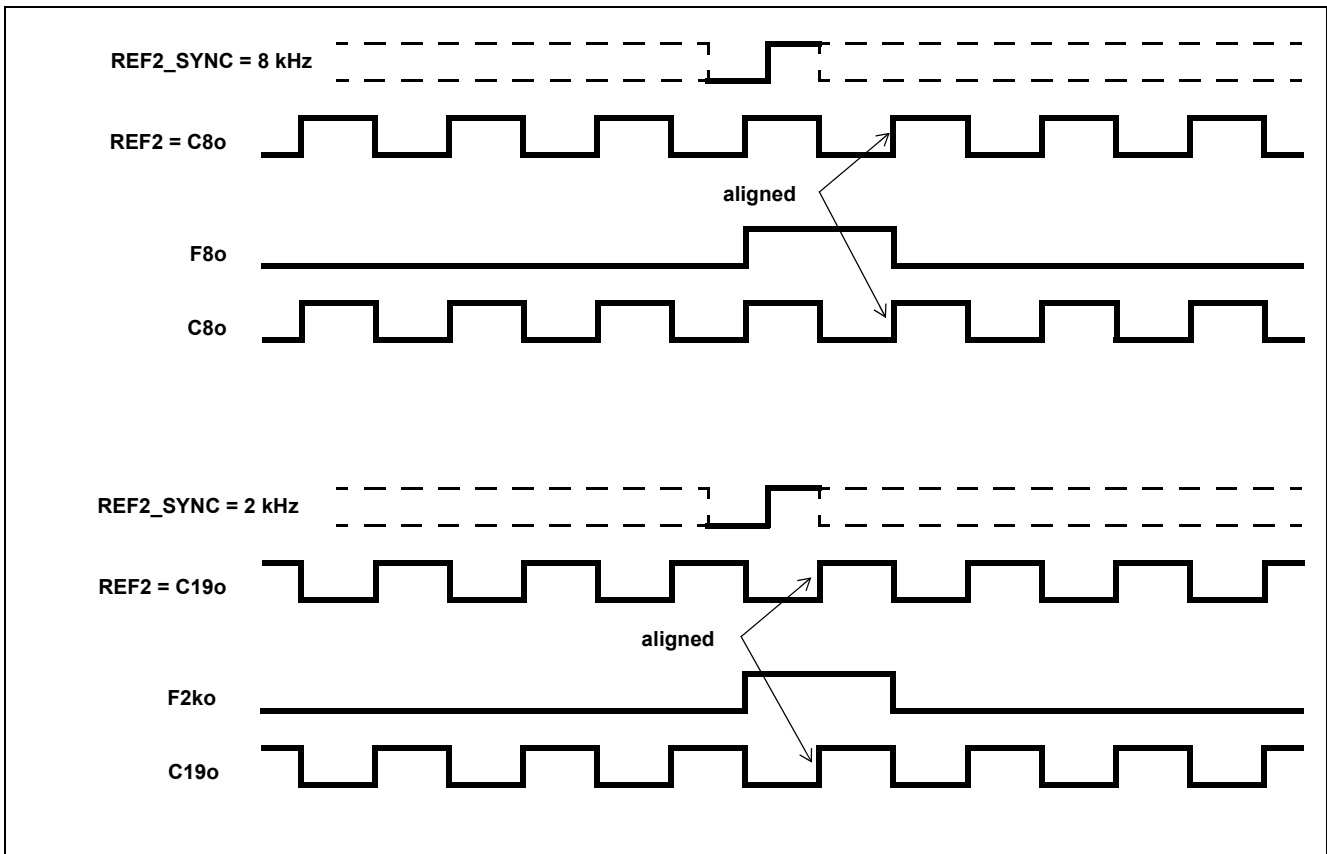 REF2_SYNC = 8 kHz
REF2 = C8o
aligned
F8o
C8o
REF2_SYNC = 2 kHz
REF2 = C19o
aligned
F2ko
C19o